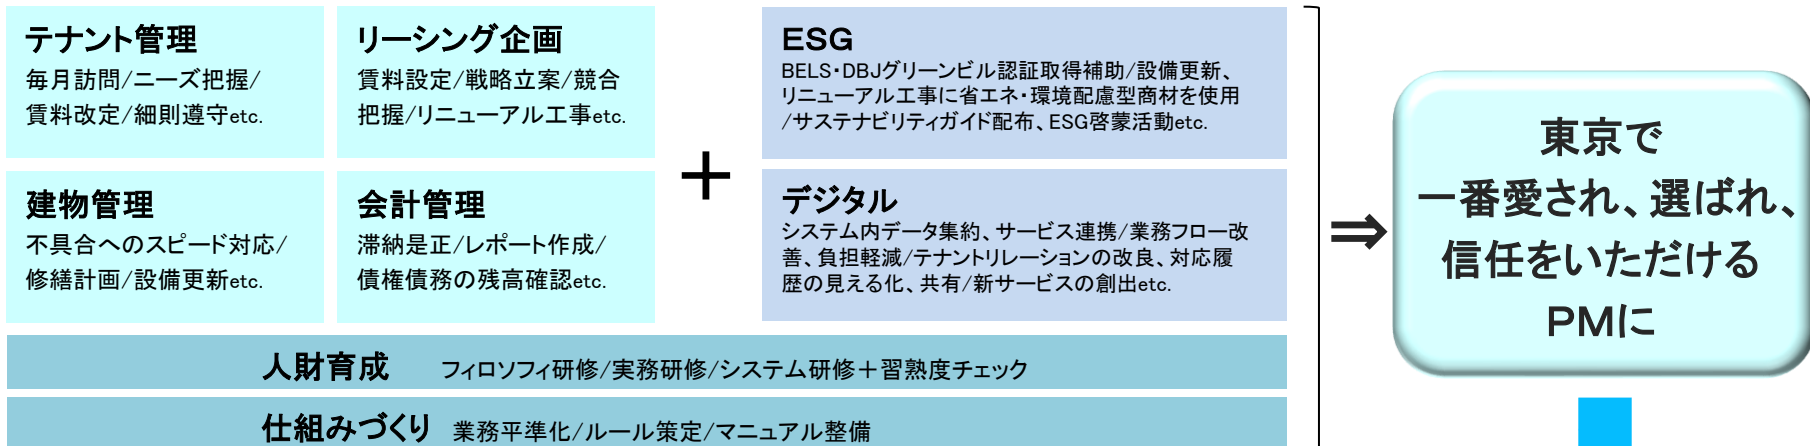 テナント管理
毎月訪問/ニーズ把握/
賃料改定/細則遵守etc.
リーシング企画
賃料設定/戦略立案/競合
把握/リニューアル工事etc.
建物管理
不具合へのスピード対応/
修繕計画/設備更新etc.
会計管理
滞納是正/レポート作成/
債権債務の残高確認etc.
＋
ESG
BELS・DBJグリーンビル認証取得補助/設備更新、
リニューアル工事に省エネ・環境配慮型商材を使用
/サステナビリティガイド配布、ESG啓蒙活動etc.
デジタル
システム内データ集約、サービス連携/業務フロー改
善、負担軽減/テナントリレーションの改良、対応履
歴の見える化、共有/新サービスの創出etc.
人財育成 フィロソフィ研修/実務研修/システム研修＋習熟度チェック
仕組みづくり 業務平準化/ルール策定/マニュアル整備
⇒
東京で
一番愛され、選ばれ、
信任をいただける
PMに